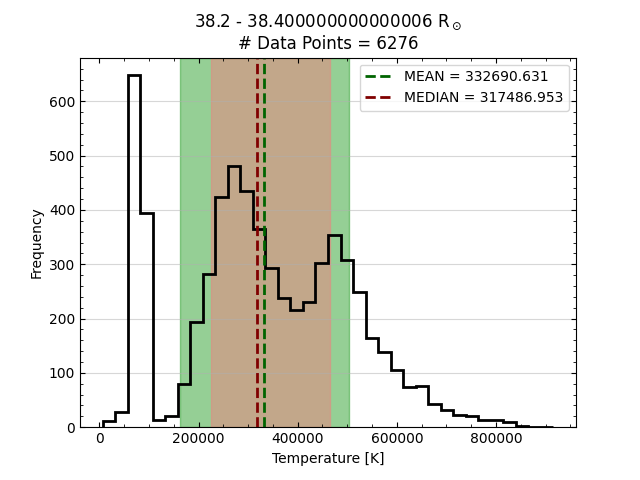 38.2 - 38.400000000000006 R⊙
# Data Points = 6276
MEAN = 332690.631
MEDIAN = 317486.953
600
500
400
300
200
100
0
Frequency
0 200000 400000 600000 800000
Temperature [K]